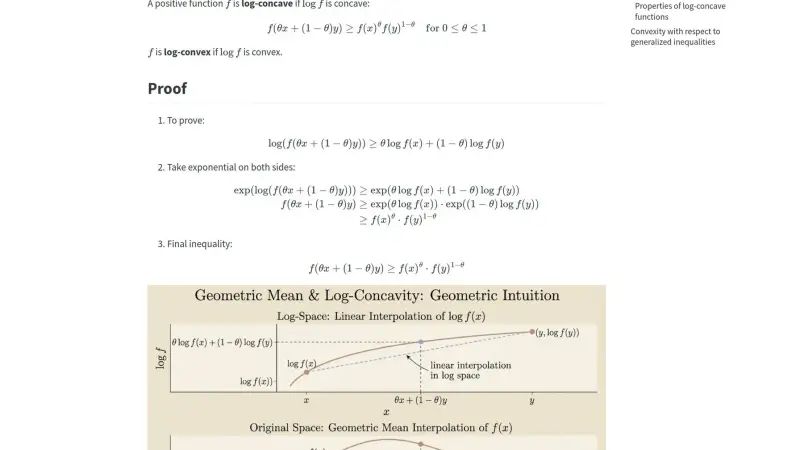 A positive function f is log-concave if log f is concave:
f(θx + (1 − θ)y) ≥ f(x)^θ f(y)^{1−θ} for 0 ≤ θ ≤ 1
f is log-convex if log f is convex.
Proof
1. To prove:
log(f(θx + (1 − θ)y)) ≥ θ log f(x) + (1 − θ) log f(y)
2. Take exponential on both sides:
exp(log(f(θx + (1 − θ)y))) ≥ exp(θ log f(x) + (1 − θ) log f(y))
f(θx + (1 − θ)y) ≥ exp(θ log f(x)) · exp((1 − θ) log f(y))
≥ f(x)^θ · f(y)^{1−θ}
3. Final inequality:
f(θx + (1 − θ)y) ≥ f(x)^θ · f(y)^{1−θ}
Geometric Mean & Log-Concavity: Geometric Intuition
Log-Space: Linear Interpolation of log f(x)
log f
θ log f(x) + (1 − θ) log f(y)
log f(x))
log f(x)
(y, log f(y))
linear interpolation
in log space
x
θx + (1 − θ)y
y
x
Original Space: Geometric Mean Interpolation of f(x)
Properties of log-concave
functions
Convexity with respect to
generalized inequalities